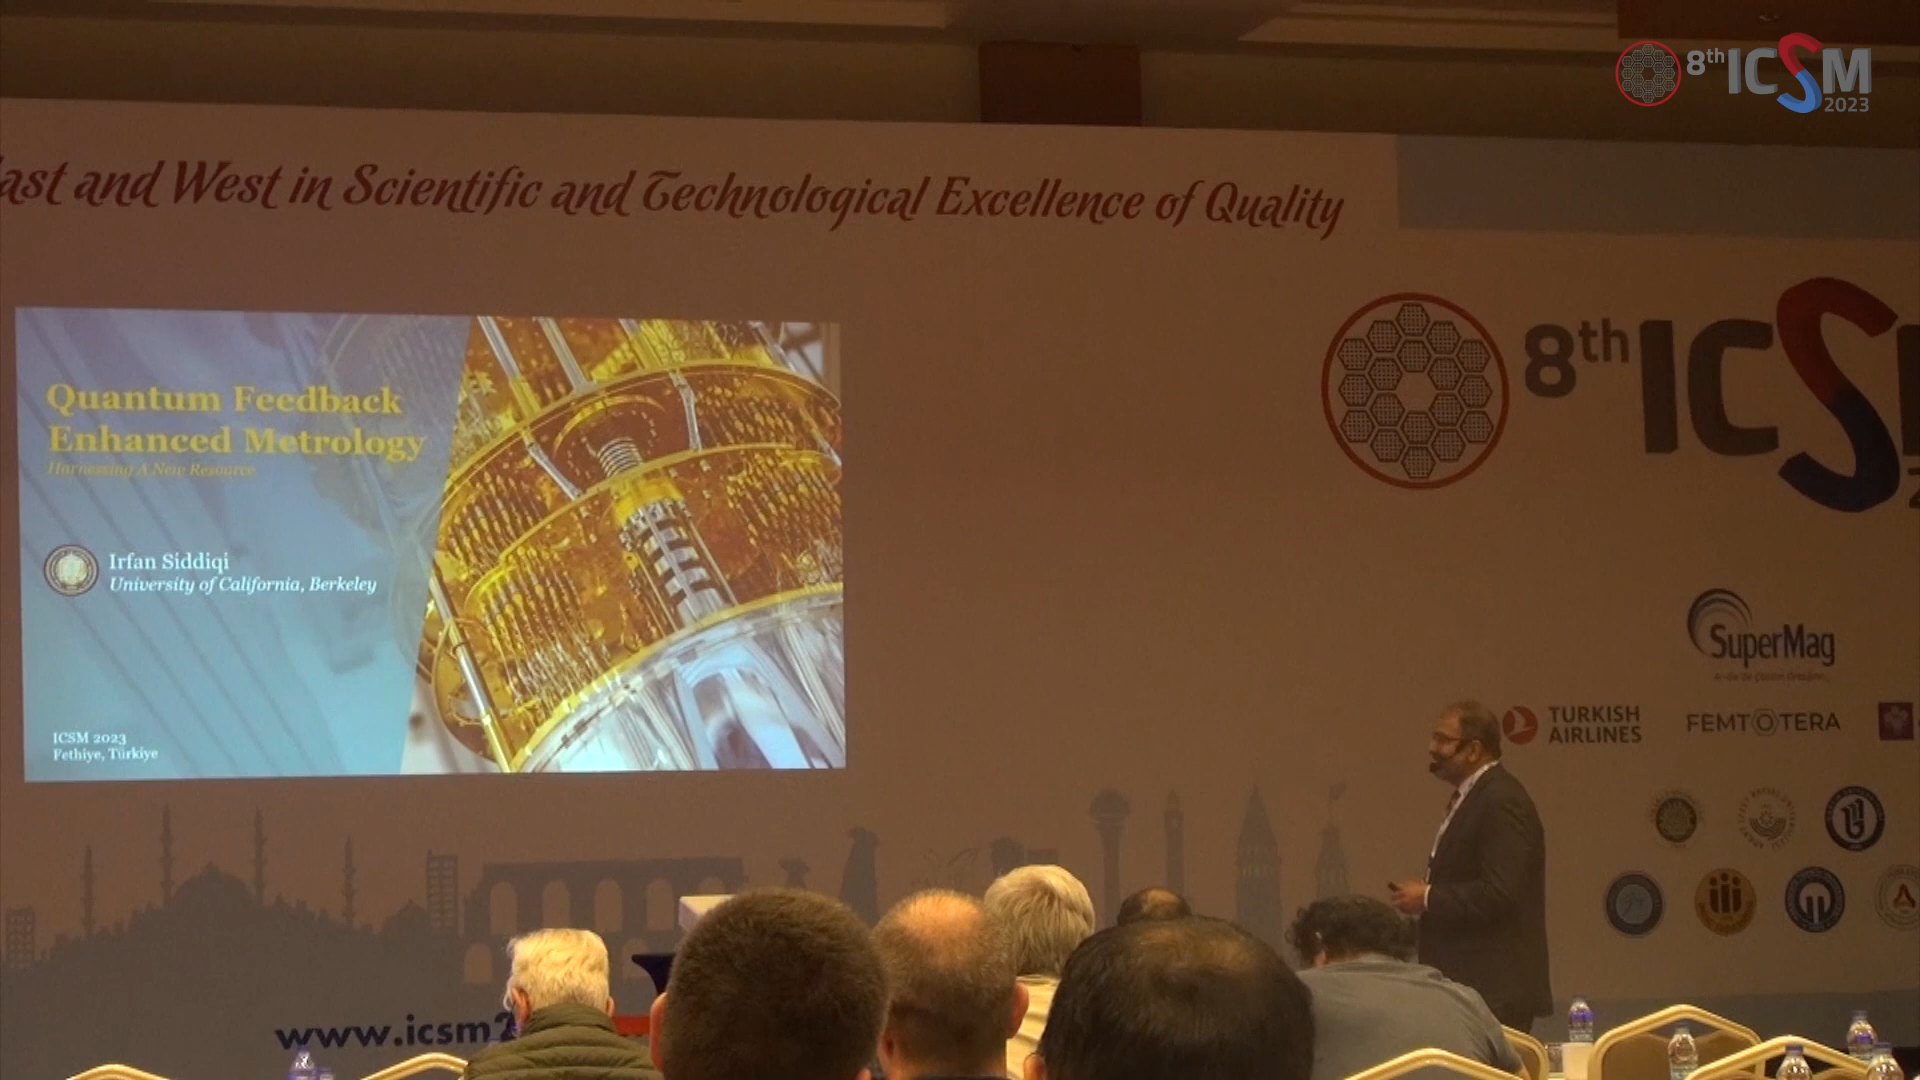 8th ICSM
2023
ast and West in Scientific and Technological Excellence of Quality
Quantum Feedback
Enhanced Metrology
Harnessing A New Resource
Irfan Siddiqi
University of California, Berkeley
ICSM 2023
Fethiye, Türkiye
8th ICS
SuperMag
TURKISH
AIRLINES
FEMTOTERA
www.icsm2